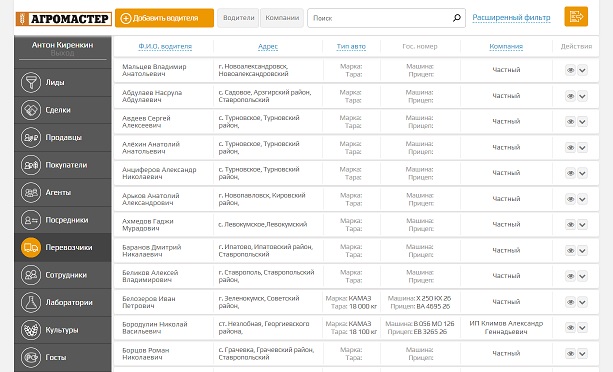 АГРОМАСТЕР
Добавить водителя
Водители Компании
Поиск
Расширенный фильтр
Антон Киренкин
Выход
Лиды
Сделки
Продавцы
Покупатели
Агенты
Посредники
Перевозчики
Сотрудники
Лаборатории
Культуры
Госты
Ф.И.О. водителя Адрес Тип авто Гос. номер Компания Действия
Мальцев Владимир г. Новоалександровск, Марка: Машина: Частный
Анатольевич Новоалександровский Тара: Прицеп:
Абдулаев Насрула с. Садовое, Арзгирский район, Марка: Машина: Частный
Абдулаевич Ставропольский Тара: Прицеп:
Авдеев Сергей с. Турновское, Турновский Марка: Машина: Частный
Алексеевич район, Тара: Прицеп:
Алёхин Анатолий с. Турновское, Турновский Марка: Машина: Частный
Анатольевич район, Тара: Прицеп:
Анциферов Александр с. Турновское, Турновский Марка: Машина: Частный
Николаевич район, Тара: Прицеп:
Арьков Анатолий г. Новопавловск, Кировский Марка: Машина: Частный
Александрович район, Тара: Прицеп:
Ахмедов Гаджи с. Левокумское,Левокумский Марка: Машина: Частный
Мурадович Тара: Прицеп:
Баранов Дмитрий г. Ипатово, Ипатовский район, Марка: Машина: Частный
Никалаевич Ставропольский Тара: Прицеп:
Беликов Алексей г. Ставрополь, Ставропольский Марка: Машина: Частный
Владимирович район, Тара: Прицеп:
Белозеров Иван г. Зеленокумск, Советский Марка: КАМАЗ Машина: Х 250 КХ 26 Частный
Петрович район, Тара: 18 000 кг Прицеп: ВА 4695 26
Бородулин Николай ст. Незлобная, Георгиевского Марка: КАМАЗ Машина: В 056 МО 126 ИП Климов Александр
Васильевич района, Тара: 18 100 кг Прицеп: ЕВ 3265 26 Геннадьевич
Борцов Роман с. Грачевка, Грачевский район, Марка: Машина: Частный
Николаевич Ставропольский Тара: Прицеп: